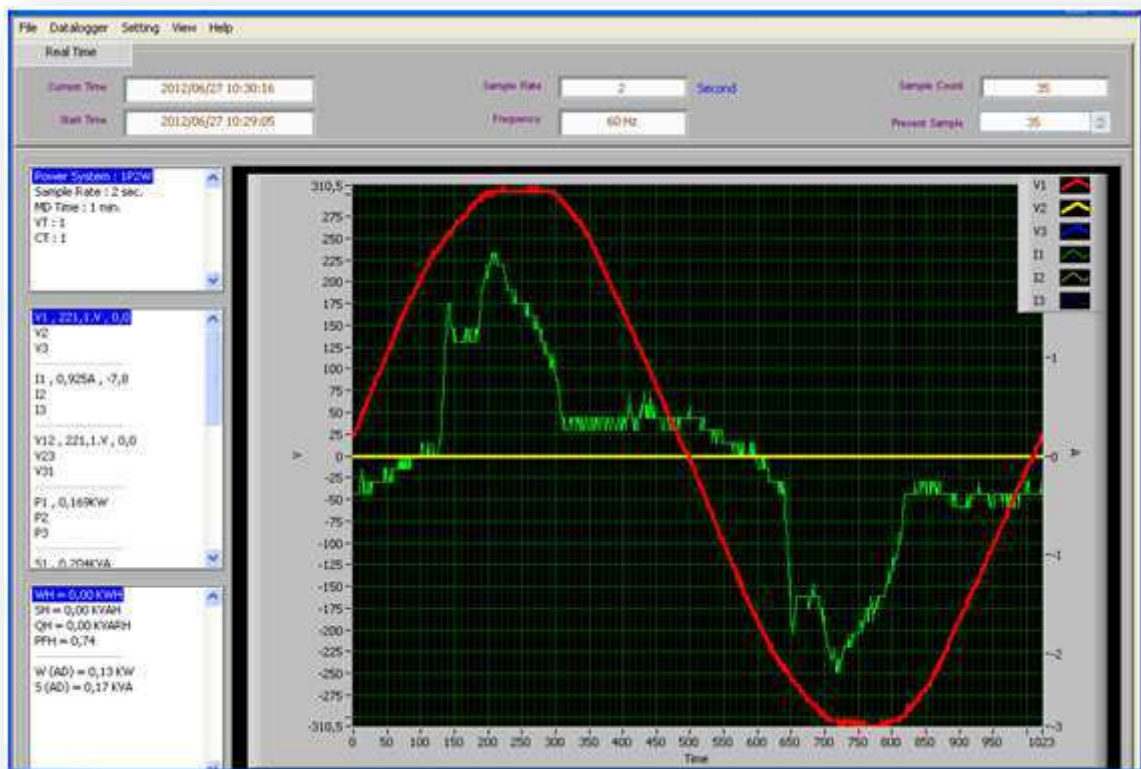 File Datalogger Setting View Help
Real Time
Current Time 2012/06/27 10:30:16 Sample Rate 2 Second Sample Count 35
Start Time 2012/06/27 10:29:05 Frequency 60 Hz Present Sample 35
Power System : 1P2W
Sample Rate : 2 sec.
MD Time : 1 min.
VT : 1
CT : 1
V1 , 221,1.V , 0,0
V2
V3
I1 , 0,925A , -7,8
I2
I3
V12 , 221,1.V , 0,0
V23
V31
P1 , 0,169KW
P2
P3
S1 , 0,204KVA
WH = 0,00 KWH
SH = 0,00 KVAH
QH = 0,00 KVARH
PFH = 0,74
W (AD) = 0,13 KW
S (AD) = 0,17 KVA
310,5
275
250
225
200
175
150
125
100
75
50
25
0
-25
-50
-75
-100
-125
-150
-175
-200
-225
-250
-275
-310,5
V
0 50 100 150 200 250 300 350 400 450 500 550 600 650 700 750 800 850 900 950 1023
Time
V1
V2
V3
I1
I2
I3
-1
-0
-1
-2
-3
A